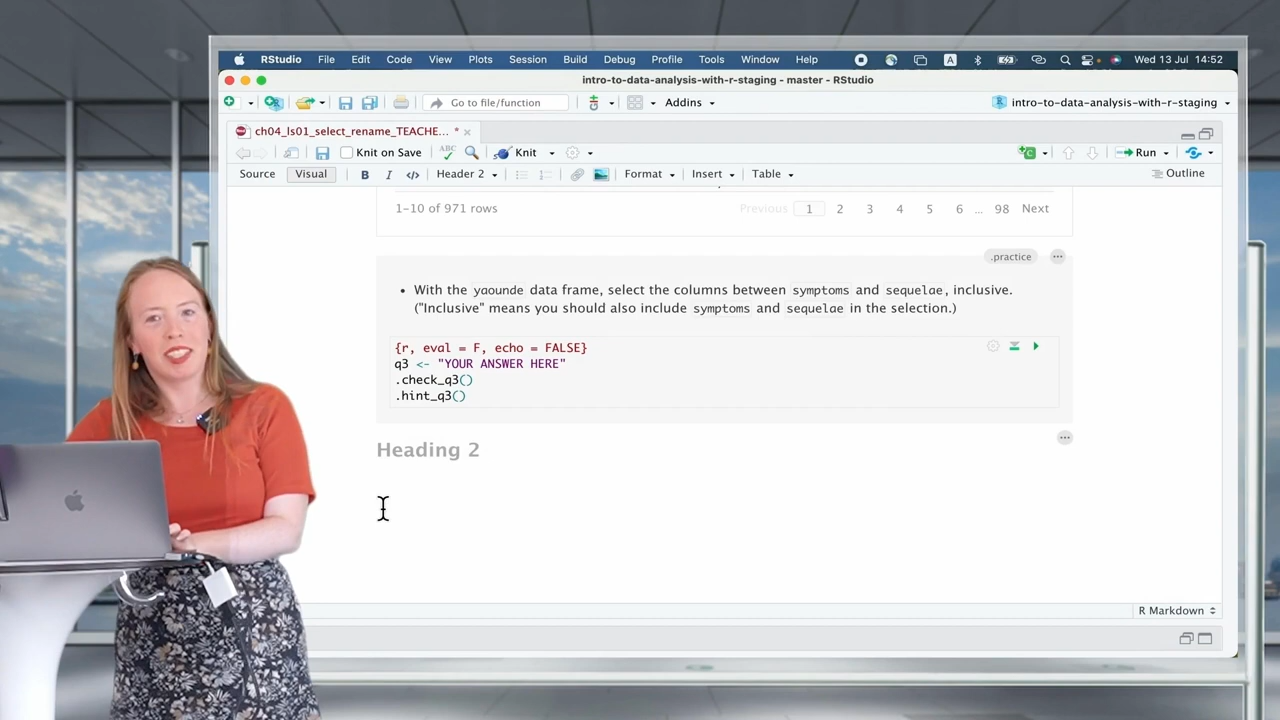 RStudio File Edit Code View Plots Session Build Debug Profile Tools Window Help A Wed 13 Jul 14:52
intro-to-data-analysis-with-r-staging - master - RStudio
Go to file/function Addins intro-to-data-analysis-with-r-staging
ch04_ls01_select_rename_TEACHE... *
Knit on Save ABC Knit Run
Source Visual B I Header 2 Format Insert Table Outline
1-10 of 971 rows Previous 1 2 3 4 5 6 ... 98 Next
.practice
• With the yaounde data frame, select the columns between symptoms and sequelae, inclusive.
("Inclusive" means you should also include symptoms and sequelae in the selection.)
{r, eval = F, echo = FALSE}
q3 <- "YOUR ANSWER HERE"
.check_q3()
.hint_q3()
Heading 2
R Markdown